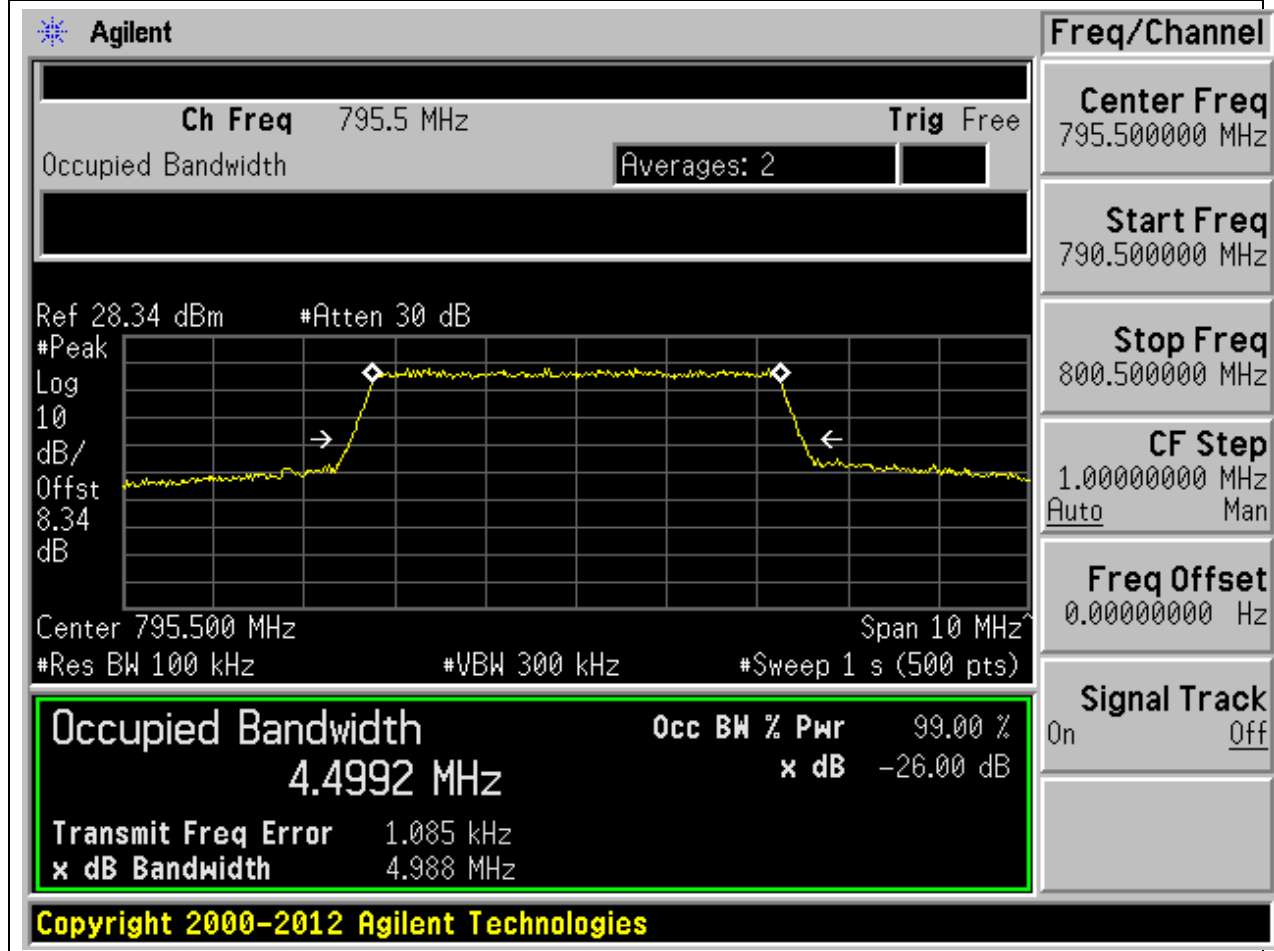 Agilent
Freq/Channel
Ch Freq 795.5 MHz Trig Free
Occupied Bandwidth Averages: 2
Ref 28.34 dBm #Atten 30 dB
#Peak
Log
10
dB/
Offst
8.34
dB
Center 795.500 MHz Span 10 MHz^
#Res BW 100 kHz #VBW 300 kHz #Sweep 1 s (500 pts)
Occupied Bandwidth Occ BW % Pwr 99.00 %
4.4992 MHz x dB -26.00 dB
Transmit Freq Error 1.085 kHz
x dB Bandwidth 4.988 MHz
Copyright 2000-2012 Agilent Technologies
Center Freq
795.500000 MHz
Start Freq
790.500000 MHz
Stop Freq
800.500000 MHz
CF Step
1.00000000 MHz
Auto Man
Freq Offset
0.00000000 Hz
Signal Track
On Off